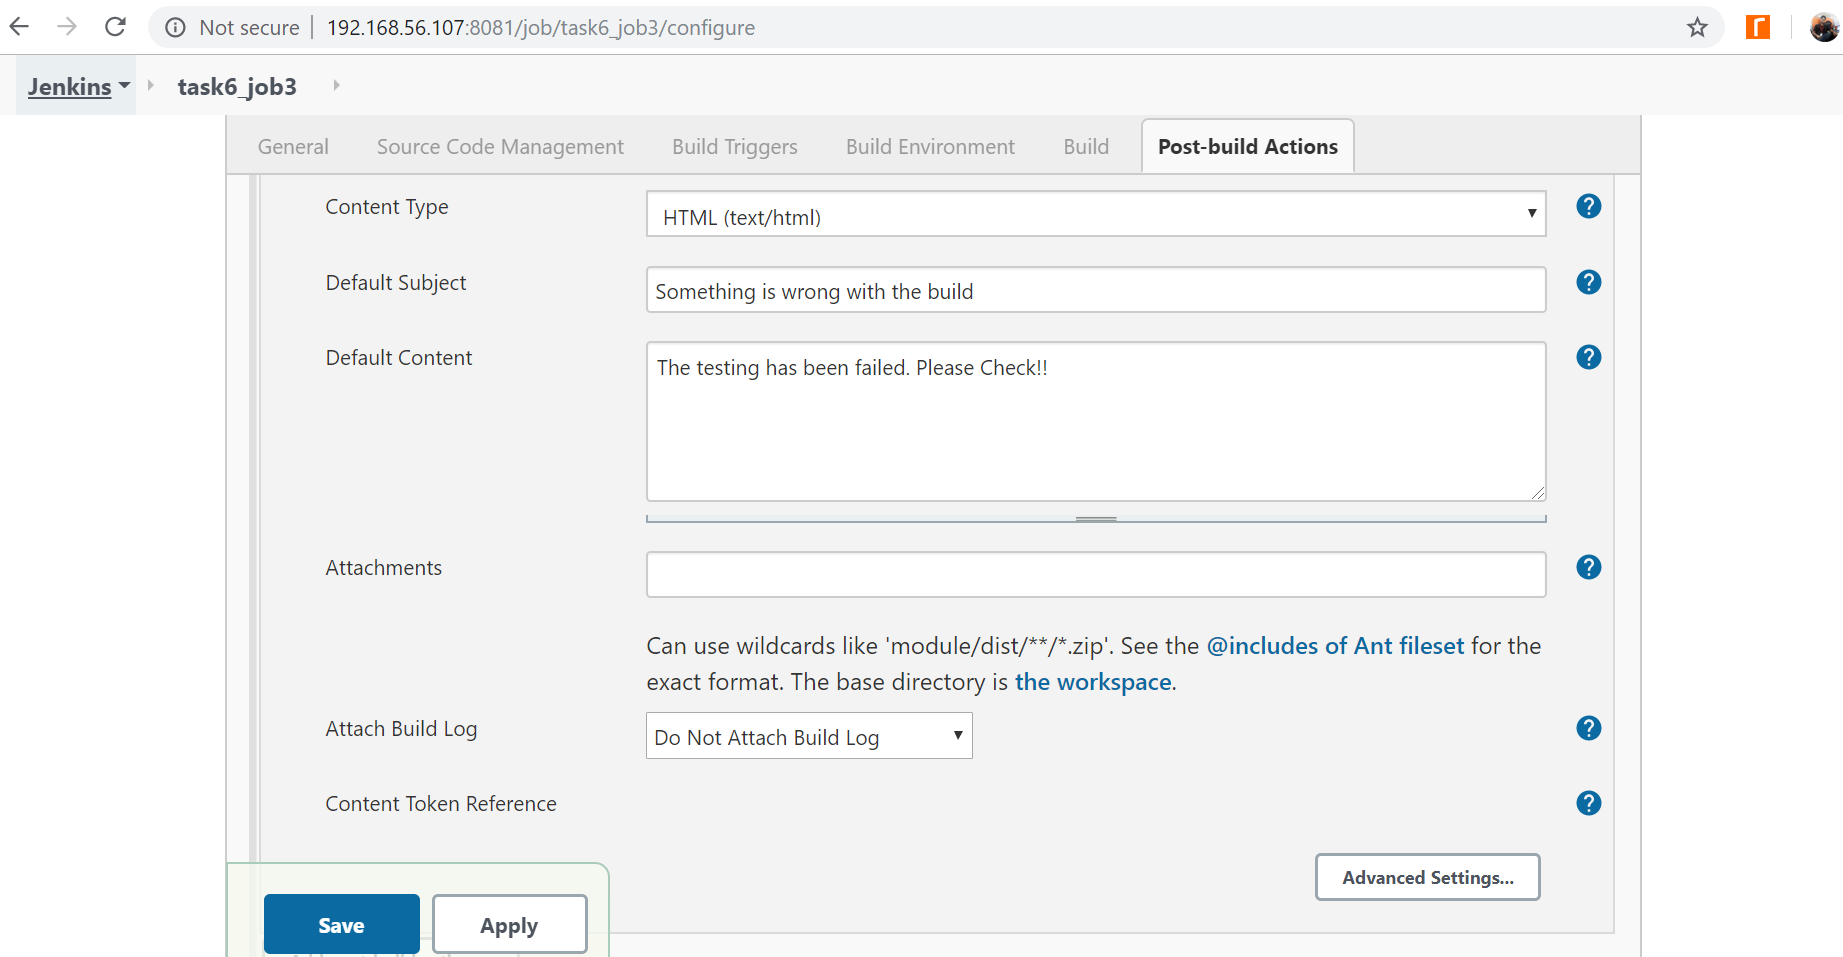 Not secure | 192.168.56.107:8081/job/task6_job3/configure
Jenkins task6_job3
General Source Code Management Build Triggers Build Environment Build Post-build Actions
Content Type HTML (text/html)
Default Subject Something is wrong with the build
Default Content The testing has been failed. Please Check!!
Attachments
Can use wildcards like 'module/dist/**/*.zip'. See the @includes of Ant fileset for the
exact format. The base directory is the workspace.
Attach Build Log Do Not Attach Build Log
Content Token Reference
Advanced Settings...
Save Apply